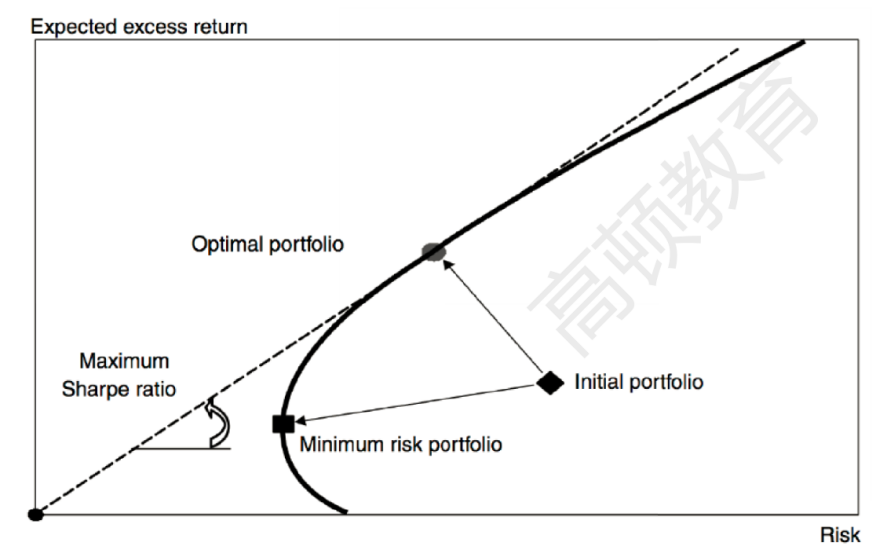 Expected excess return
Optimal portfolio
Maximum
Sharpe ratio
Initial portfolio
Minimum risk portfolio
Risk
高顿教育